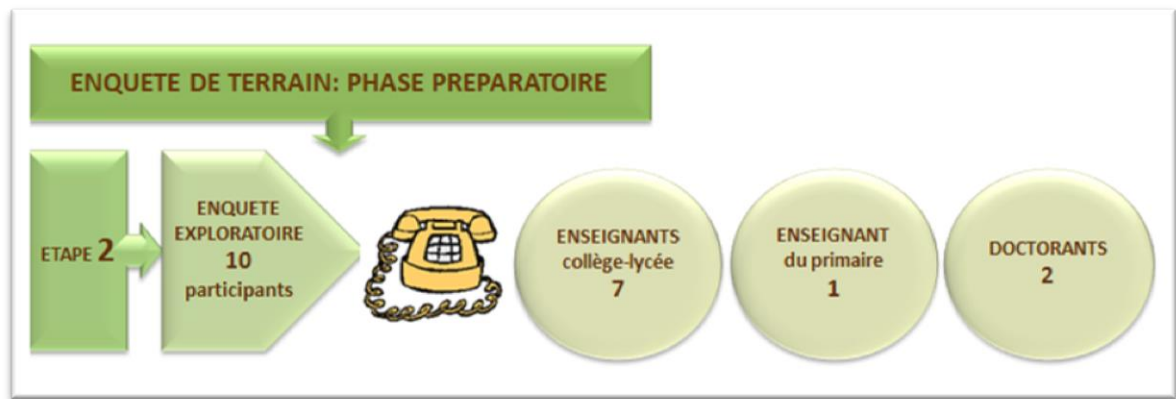 ENQUETE DE TERRAIN: PHASE PREPARATOIRE
ETAPE 2
ENQUETE
EXPLORATOIRE
10
participants
ENSEIGNANTS
collège-lycée
7
ENSEIGNANT
du primaire
1
DOCTORANTS
2